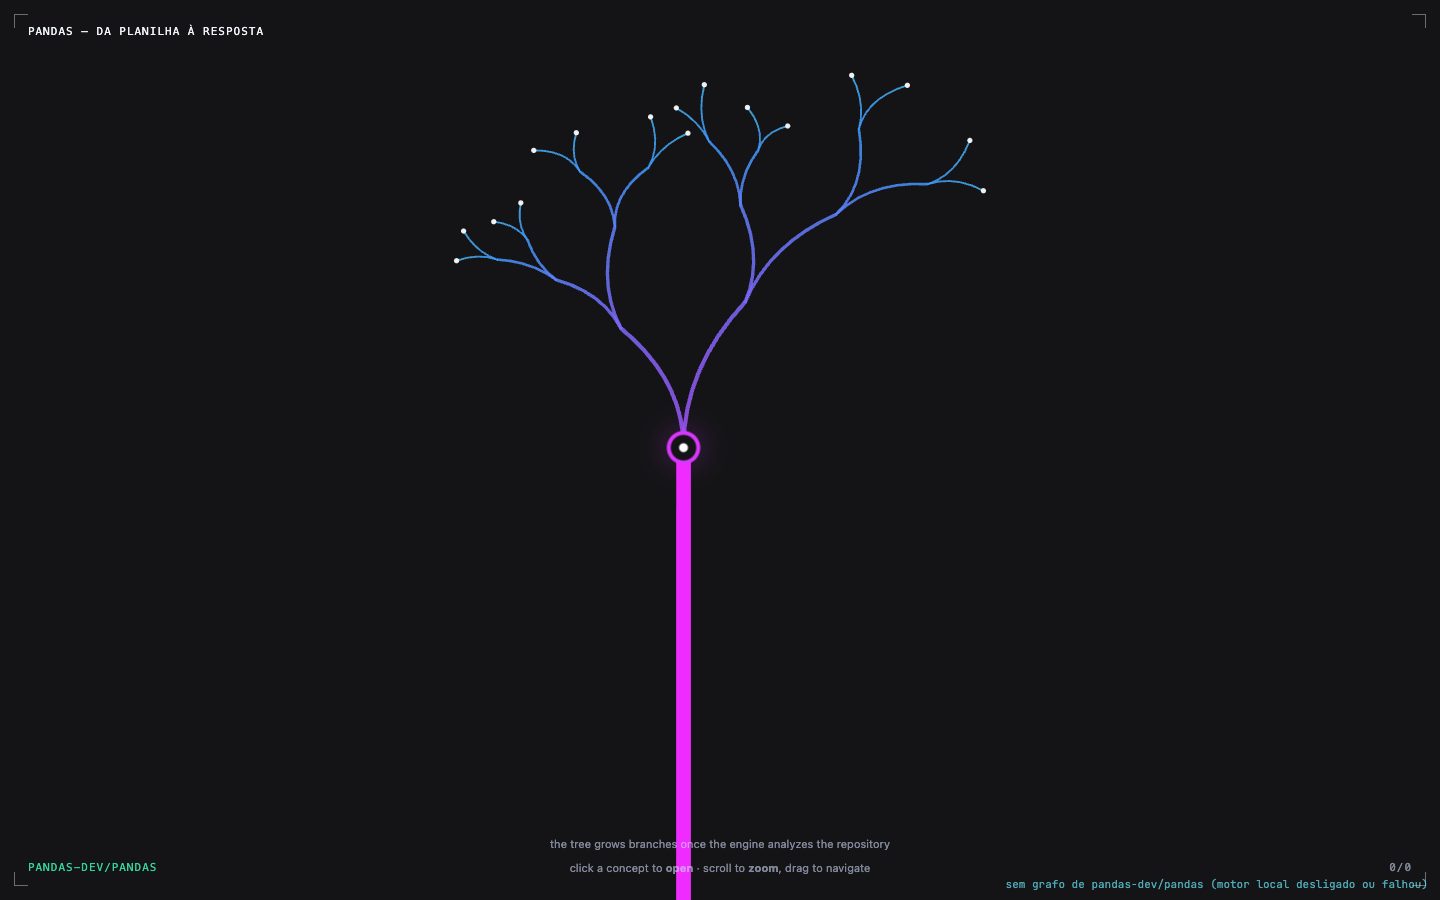 PANDAS — DA PLANILHA À RESPOSTA
the tree grows branches once the engine analyzes the repository
click a concept to open · scroll to zoom, drag to navigate
PANDAS-DEV/PANDAS
0/0
sem grafo de pandas-dev/pandas (motor local desligado ou falhou)